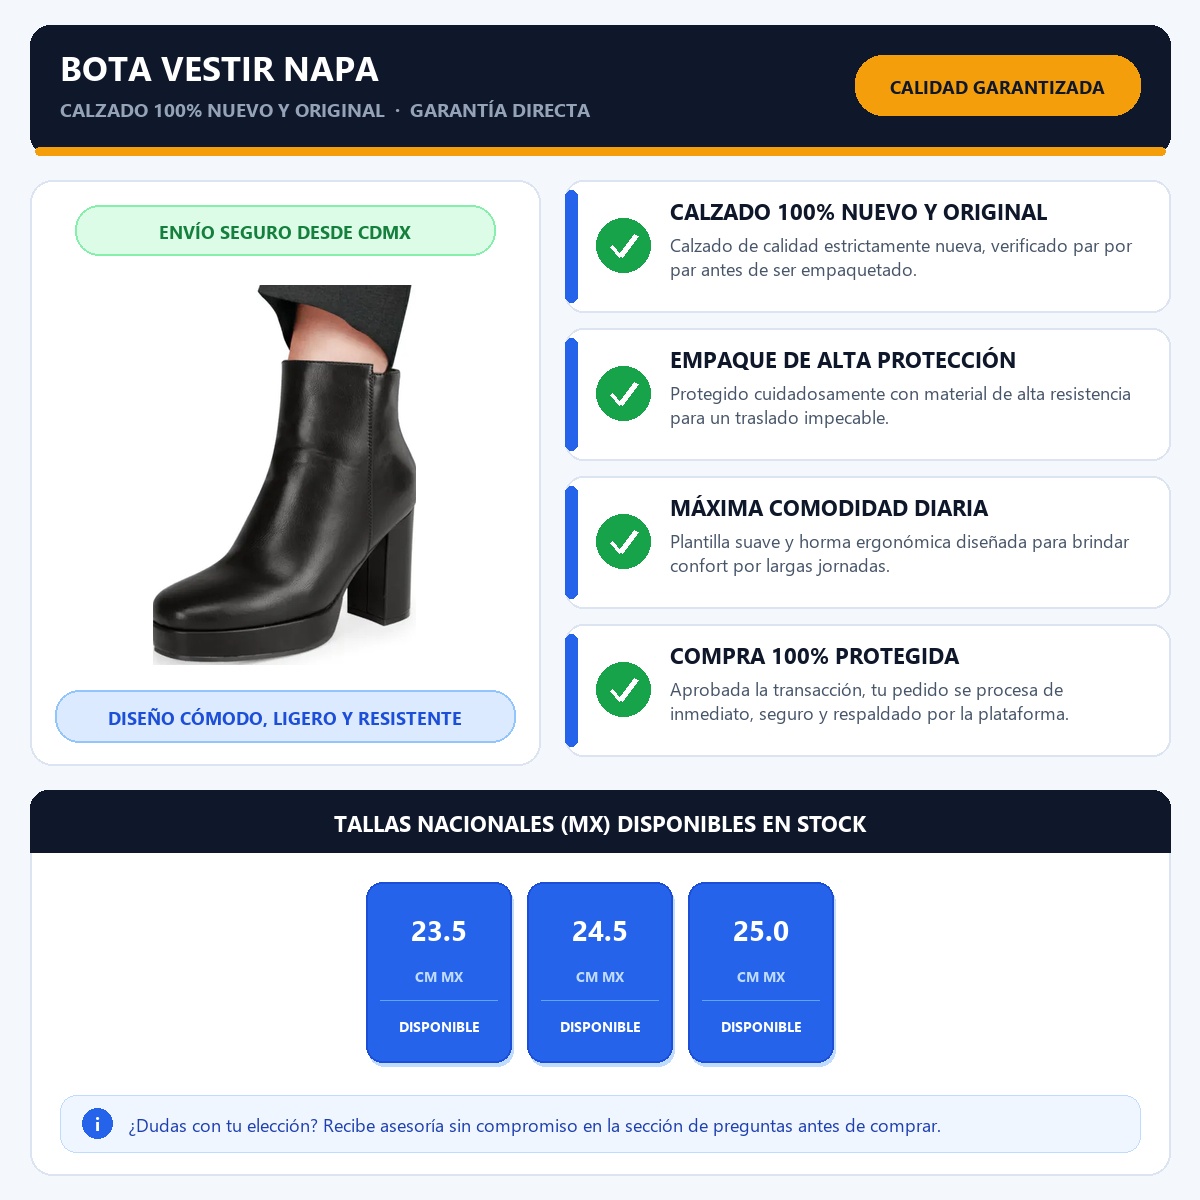 BOTA VESTIR NAPA
CALZADO 100% NUEVO Y ORIGINAL · GARANTÍA DIRECTA
CALIDAD GARANTIZADA
ENVÍO SEGURO DESDE CDMX
DISEÑO CÓMODO, LIGERO Y RESISTENTE
CALZADO 100% NUEVO Y ORIGINAL
Calzado de calidad estrictamente nueva, verificado par por
par antes de ser empaquetado.
EMPAQUE DE ALTA PROTECCIÓN
Protegido cuidadosamente con material de alta resistencia
para un traslado impecable.
MÁXIMA COMODIDAD DIARIA
Plantilla suave y horma ergonómica diseñada para brindar
confort por largas jornadas.
COMPRA 100% PROTEGIDA
Aprobada la transacción, tu pedido se procesa de
inmediato, seguro y respaldado por la plataforma.
TALLAS NACIONALES (MX) DISPONIBLES EN STOCK
23.5
CM MX
DISPONIBLE
24.5
CM MX
DISPONIBLE
25.0
CM MX
DISPONIBLE
¿Dudas con tu elección? Recibe asesoría sin compromiso en la sección de preguntas antes de comprar.